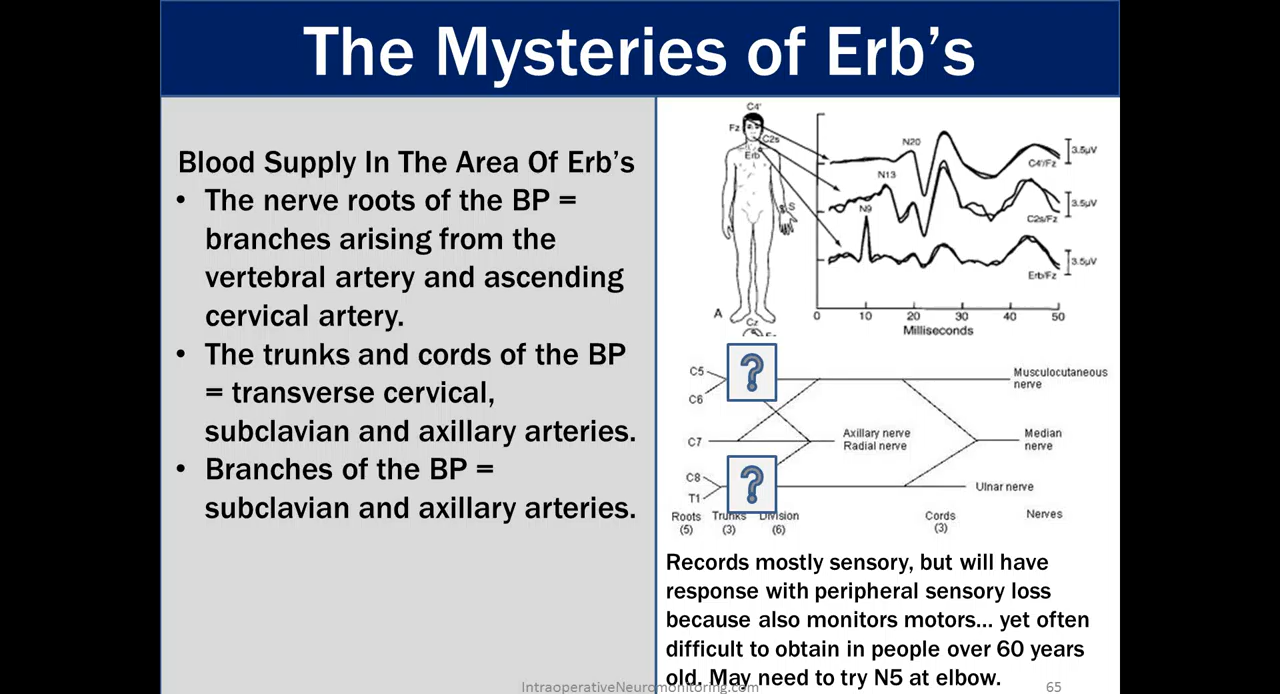 The Mysteries of Erb's
Blood Supply In The Area Of Erb's
• The nerve roots of the BP =
branches arising from the
vertebral artery and ascending
cervical artery.
• The trunks and cords of the BP
= transverse cervical,
subclavian and axillary arteries.
• Branches of the BP =
subclavian and axillary arteries.
C4'
Fz
C2s
Erb
S
A
Cz
N20
C4'/Fz
3.5µV
N13
C2s/Fz
3.5µV
N9
Erb/Fz
3.5µV
0 10 20 30 40 50
Milliseconds
C5
?
Musculocutaneous
nerve
C6
C7
Axillary nerve
Radial nerve
Median
nerve
C8
?
T1
Ulnar nerve
Roots
(5)
Trunks
(3)
Division
(6)
Cords
(3)
Nerves
Records mostly sensory, but will have
response with peripheral sensory loss
because also monitors motors... yet often
difficult to obtain in people over 60 years
old. May need to try N5 at elbow.
IntraoperativeNeuromonitoring.com
65